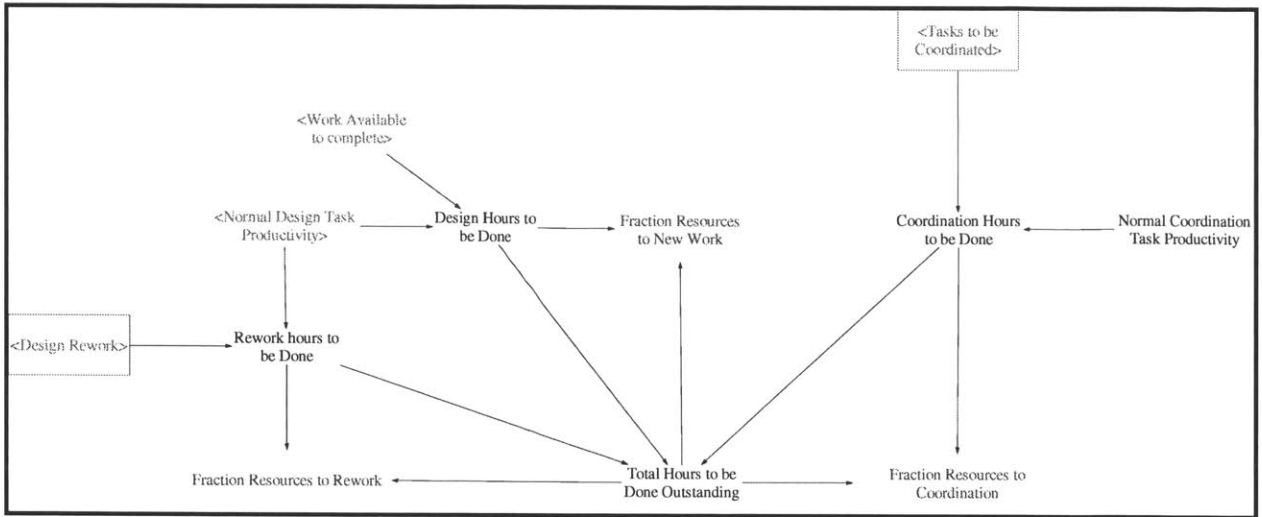 <Tasks to be
Coordinated>
<Work Available
to complete>
<Normal Design Task
Productivity>
Design Hours to
be Done
Fraction Resources
to New Work
Coordination Hours
to be Done
Normal Coordination
Task Productivity
<Design Rework>
Rework hours to
be Done
Fraction Resources to Rework
Total Hours to be
Done Outstanding
Fraction Resources to
Coordination